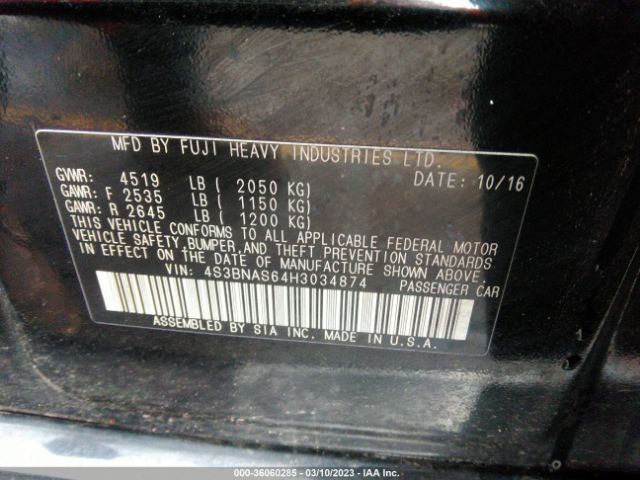 MFD BY FUJI HEAVY INDUSTRIES LTD.
GVWR: 4519 LB ( 2050 KG) DATE: 10/16
GAWR: F 2535 LB ( 1150 KG)
GAWR: R 2645 LB ( 1200 KG)
THIS VEHICLE CONFORMS TO ALL APPLICABLE FEDERAL MOTOR
VEHICLE SAFETY, BUMPER, AND THEFT PREVENTION STANDARDS
IN EFFECT ON DATE OF MANUFACTURE SHOWN ABOVE.
VIN: 4S3BNAS64H3034874 PASSENGER CAR
ASSEMBLED BY SIA INC. MADE IN U.S.A.
000-36060285 - 03/10/2023 - IAA Inc.